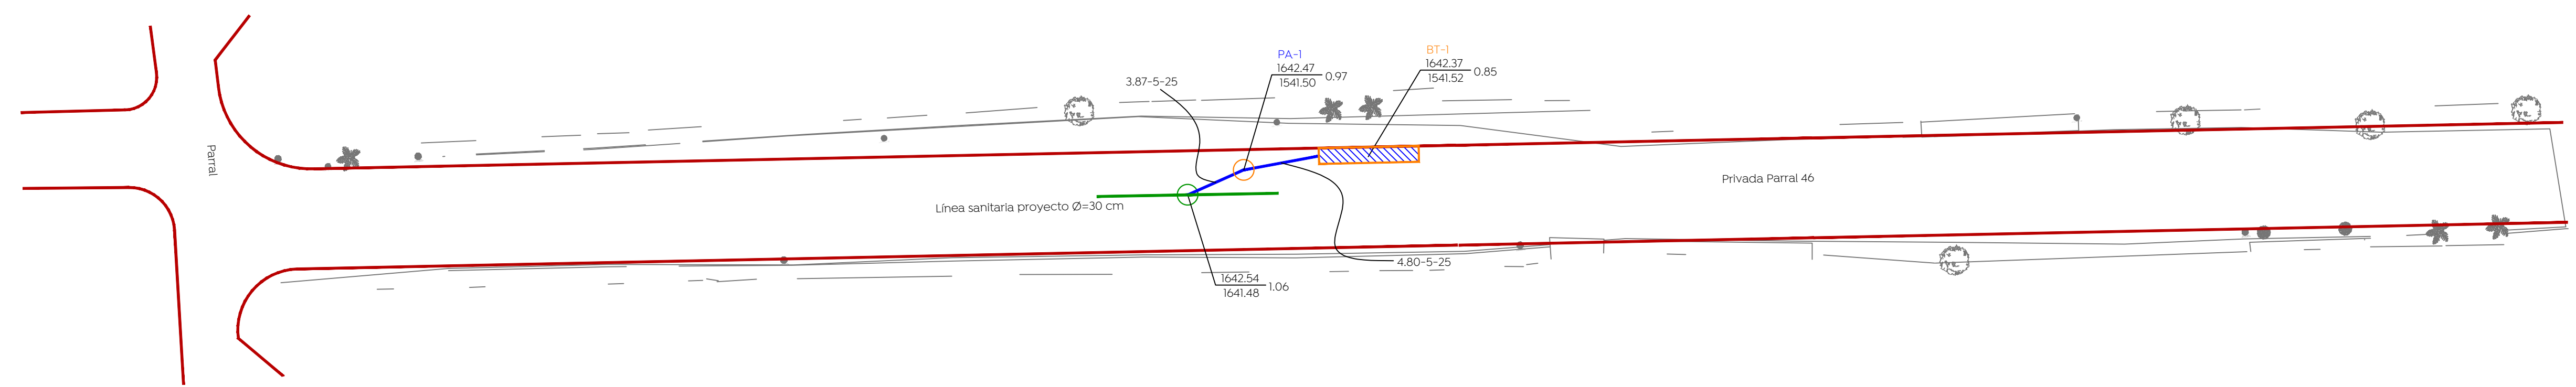 BT-1
1642.37
1541.52
0.85
PA-1
1642.47
1541.50
0.97
3.87-5-25
Parral
Privada Parral 46
Línea sanitaria proyecto Ø=30 cm
4.80-5-25
1642.54
1641.48
1.06